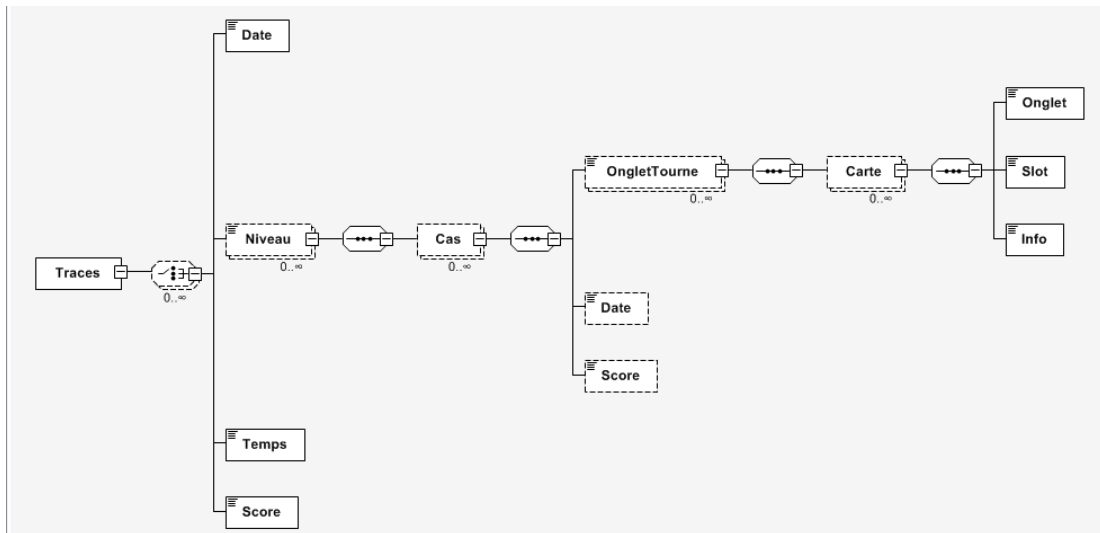 Date
Onglet
OngletTourne
Carte
Slot
0..∞
0..∞
Niveau
Cas
Info
0..∞
0..∞
Traces
0..∞
Date
Score
Temps
Score